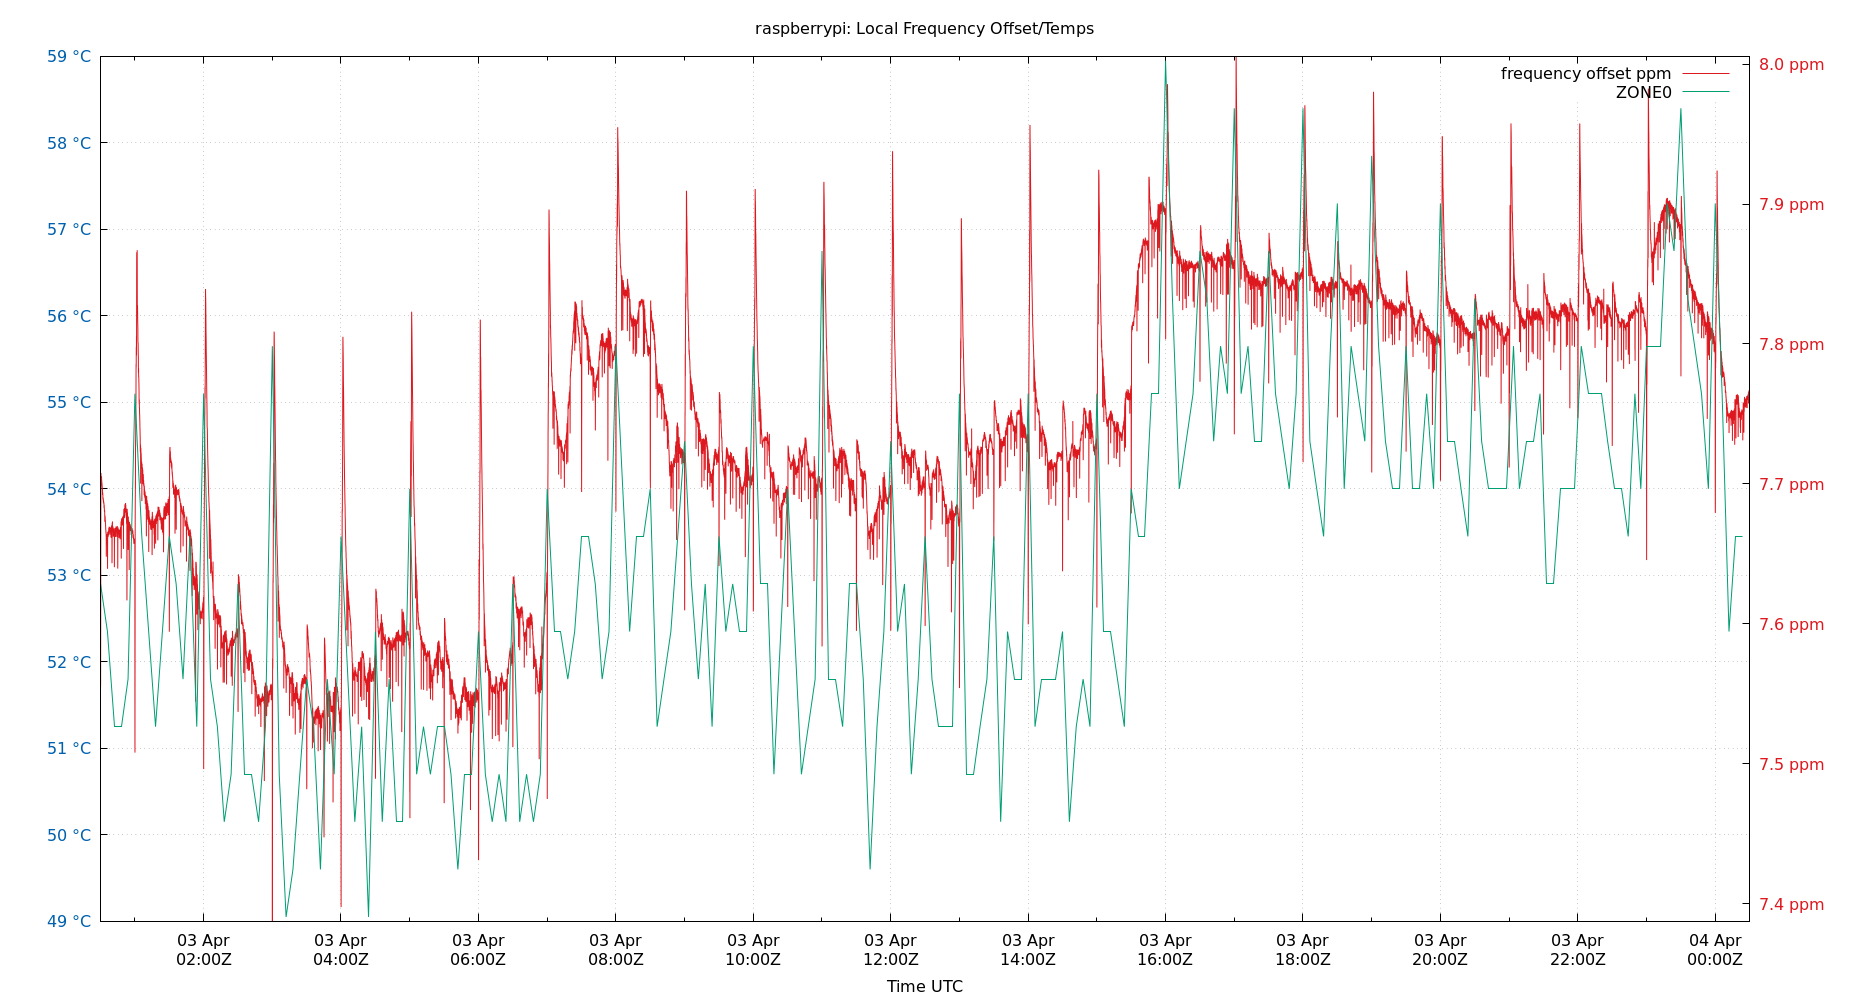 raspberrypi: Local Frequency Offset/Temps
59 °C
58 °C
57 °C
56 °C
55 °C
54 °C
53 °C
52 °C
51 °C
50 °C
49 °C
frequency offset ppm
ZONE0
8.0 ppm
7.9 ppm
7.8 ppm
7.7 ppm
7.6 ppm
7.5 ppm
7.4 ppm
03 Apr
02:00Z
03 Apr
04:00Z
03 Apr
06:00Z
03 Apr
08:00Z
03 Apr
10:00Z
03 Apr
12:00Z
03 Apr
14:00Z
03 Apr
16:00Z
03 Apr
18:00Z
03 Apr
20:00Z
03 Apr
22:00Z
04 Apr
00:00Z
Time UTC